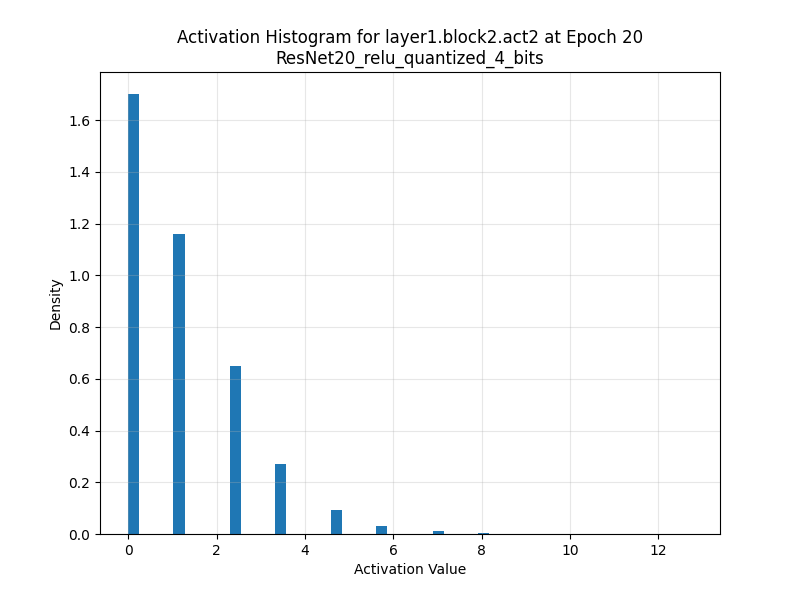 Activation Histogram for layer1.block2.act2 at Epoch 20
ResNet20_relu_quantized_4_bits
Density
1.6
1.4
1.2
1.0
0.8
0.6
0.4
0.2
0.0
0 2 4 6 8 10 12
Activation Value